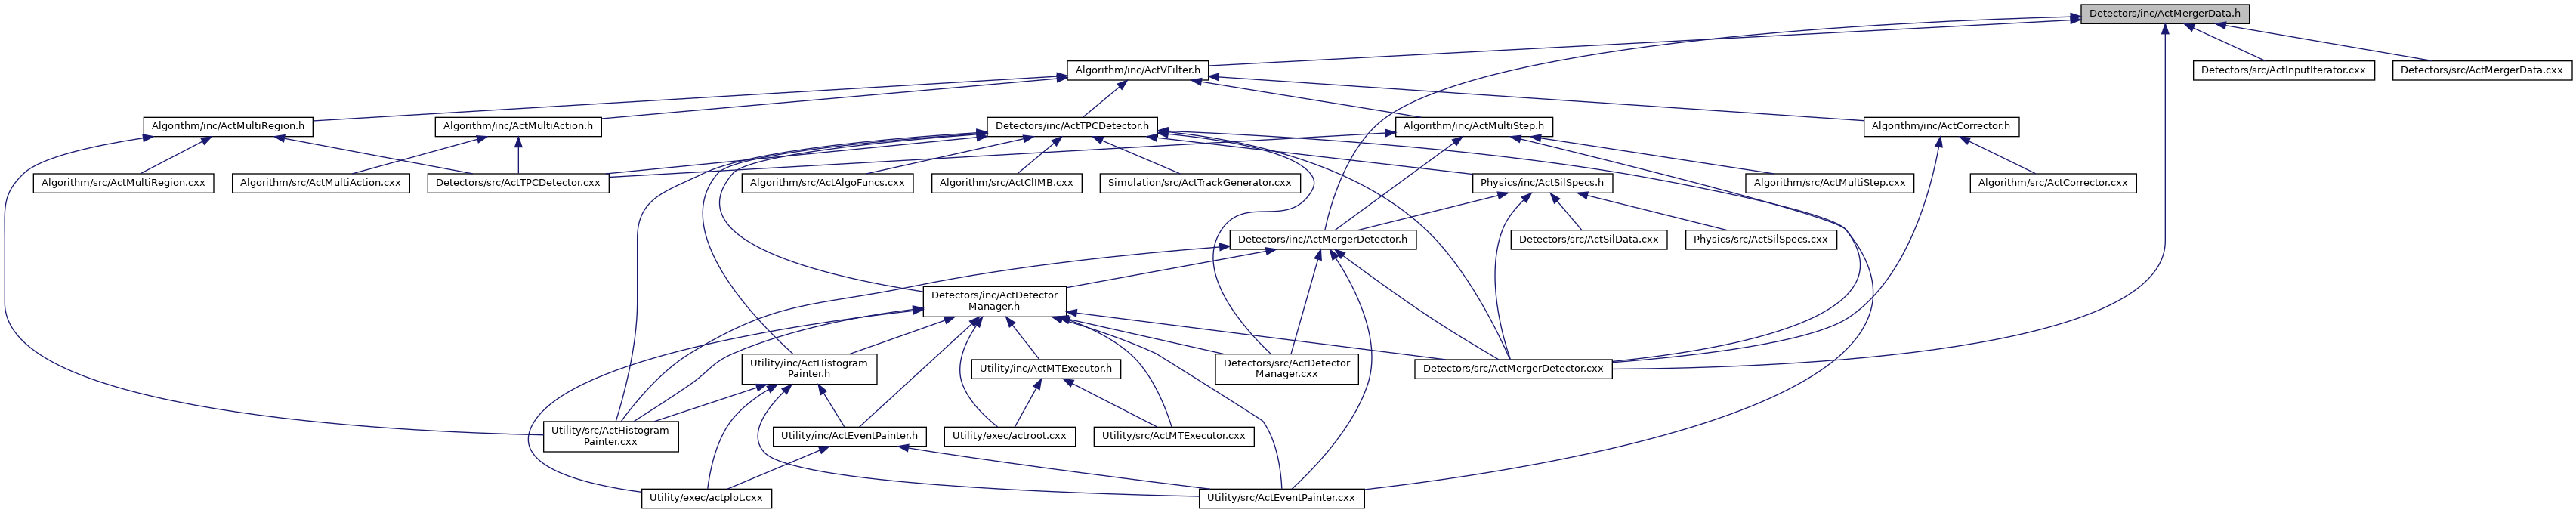 Detectors/inc/ActMergerData.h
Algorithm/inc/ActVFilter.h
Detectors/src/ActInputIterator.cxx
Detectors/src/ActMergerData.cxx
Algorithm/inc/ActMultiRegion.h
Algorithm/inc/ActMultiAction.h
Detectors/inc/ActTPCDetector.h
Algorithm/inc/ActMultiStep.h
Algorithm/inc/ActCorrector.h
Algorithm/src/ActMultiRegion.cxx
Algorithm/src/ActMultiAction.cxx
Detectors/src/ActTPCDetector.cxx
Algorithm/src/ActAlgoFuncs.cxx
Algorithm/src/ActClIMB.cxx
Simulation/src/ActTrackGenerator.cxx
Physics/inc/ActSilSpecs.h
Algorithm/src/ActMultiStep.cxx
Algorithm/src/ActCorrector.cxx
Detectors/inc/ActMergerDetector.h
Detectors/src/ActSilData.cxx
Physics/src/ActSilSpecs.cxx
Detectors/inc/ActDetector
Manager.h
Utility/inc/ActHistogram
Painter.h
Utility/inc/ActMTExecutor.h
Detectors/src/ActDetector
Manager.cxx
Detectors/src/ActMergerDetector.cxx
Utility/src/ActHistogram
Painter.cxx
Utility/inc/ActEventPainter.h
Utility/exec/actroot.cxx
Utility/src/ActMTExecutor.cxx
Utility/exec/actplot.cxx
Utility/src/ActEventPainter.cxx